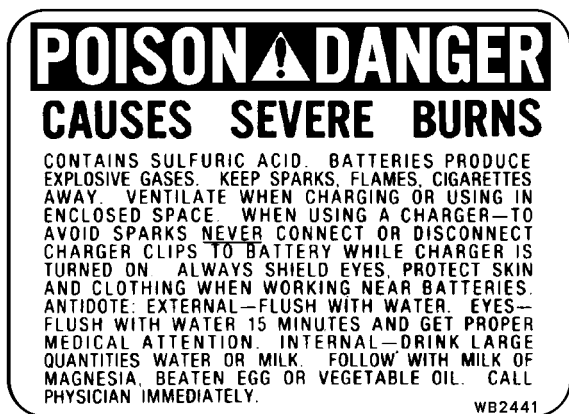 POISON⚠DANGER
CAUSES SEVERE BURNS
CONTAINS SULFURIC ACID. BATTERIES PRODUCE
EXPLOSIVE GASES. KEEP SPARKS, FLAMES, CIGARETTES
AWAY. VENTILATE WHEN CHARGING OR USING IN
ENCLOSED SPACE. WHEN USING A CHARGER—TO
AVOID SPARKS NEVER CONNECT OR DISCONNECT
CHARGER CLIPS TO BATTERY WHILE CHARGER IS
TURNED ON. ALWAYS SHIELD EYES, PROTECT SKIN
AND CLOTHING WHEN WORKING NEAR BATTERIES.
ANTIDOTE: EXTERNAL—FLUSH WITH WATER. EYES—
FLUSH WITH WATER 15 MINUTES AND GET PROPER
MEDICAL ATTENTION. INTERNAL—DRINK LARGE
QUANTITIES WATER OR MILK. FOLLOW WITH MILK OF
MAGNESIA, BEATEN EGG OR VEGETABLE OIL. CALL
PHYSICIAN IMMEDIATELY.
WB2441